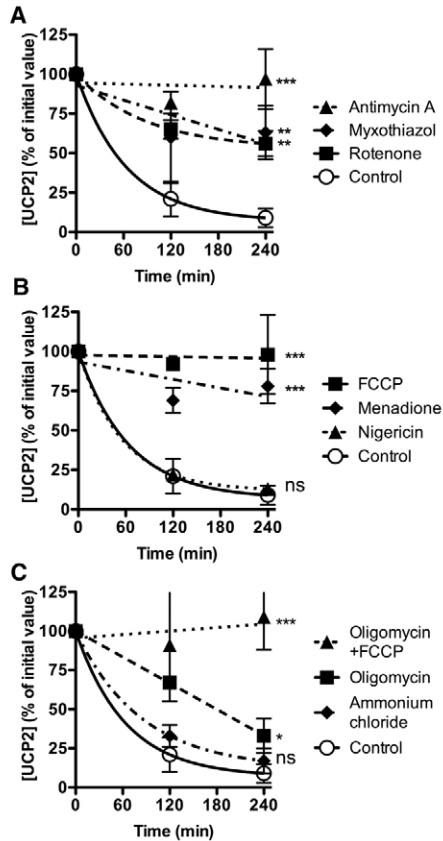 A
[UCP2] (% of initial value)
125
100
75
50
25
0
0 60 120 180 240
Time (min)
***
**
**
Antimycin A
Myxothiazol
Rotenone
Control
B
[UCP2] (% of initial value)
125
100
75
50
25
0
0 60 120 180 240
Time (min)
***
***
ns
FCCP
Menadione
Nigericin
Control
C
[UCP2] (% of initial value)
125
100
75
50
25
0
0 60 120 180 240
Time (min)
***
*
ns
Oligomycin
+FCCP
Oligomycin
Ammonium
chloride
Control